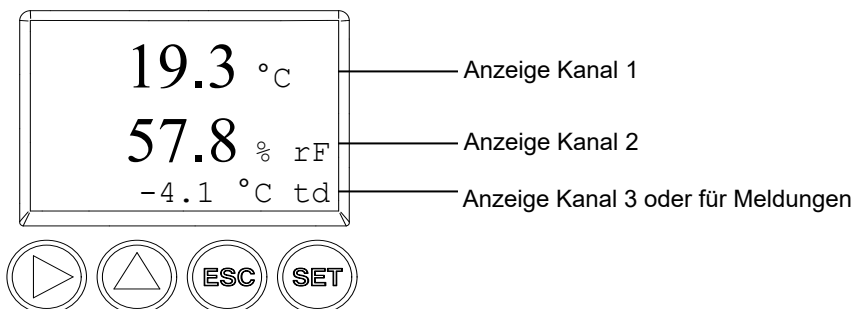 19.3 °C
Anzeige Kanal 1
57.8 % rF
Anzeige Kanal 2
-4.1 °C td
Anzeige Kanal 3 oder für Meldungen
ESC
SET